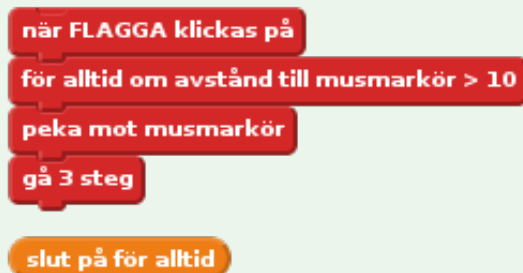 när FLAGGA klickas på
för alltid om avstånd till musmarkör > 10
peka mot musmarkör
gå 3 steg
slut på för alltid